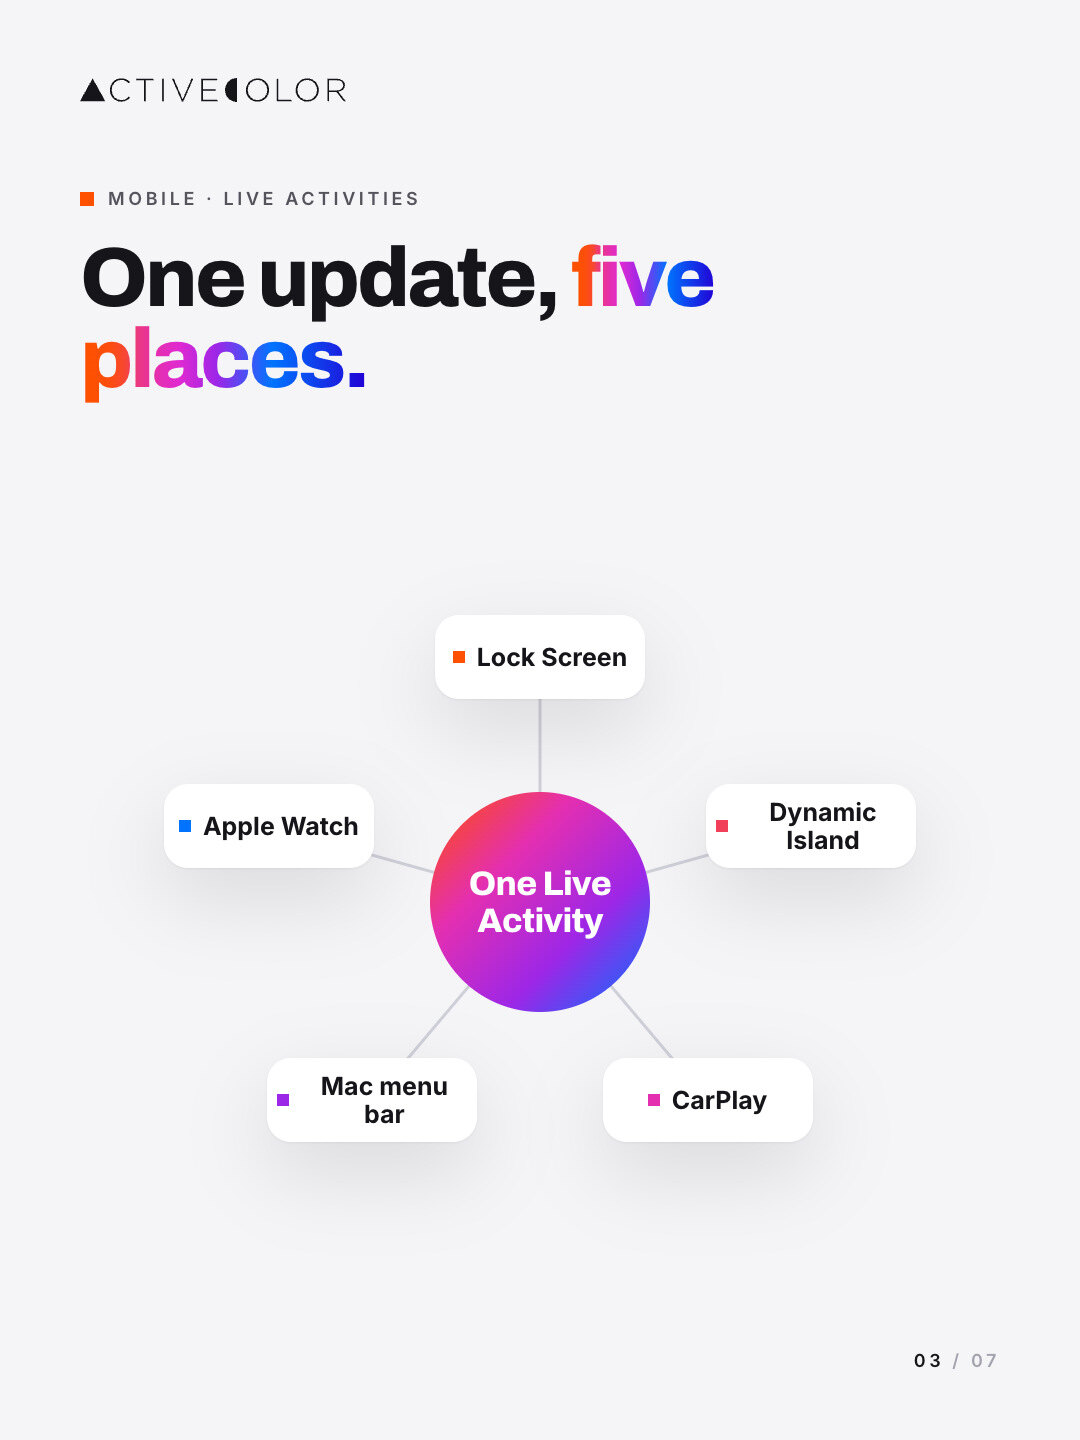 ACTIVECOLOR
MOBILE · LIVE ACTIVITIES
One update, five
places.
Lock Screen
Apple Watch
Dynamic
Island
One Live
Activity
Mac menu
bar
CarPlay
03 / 07